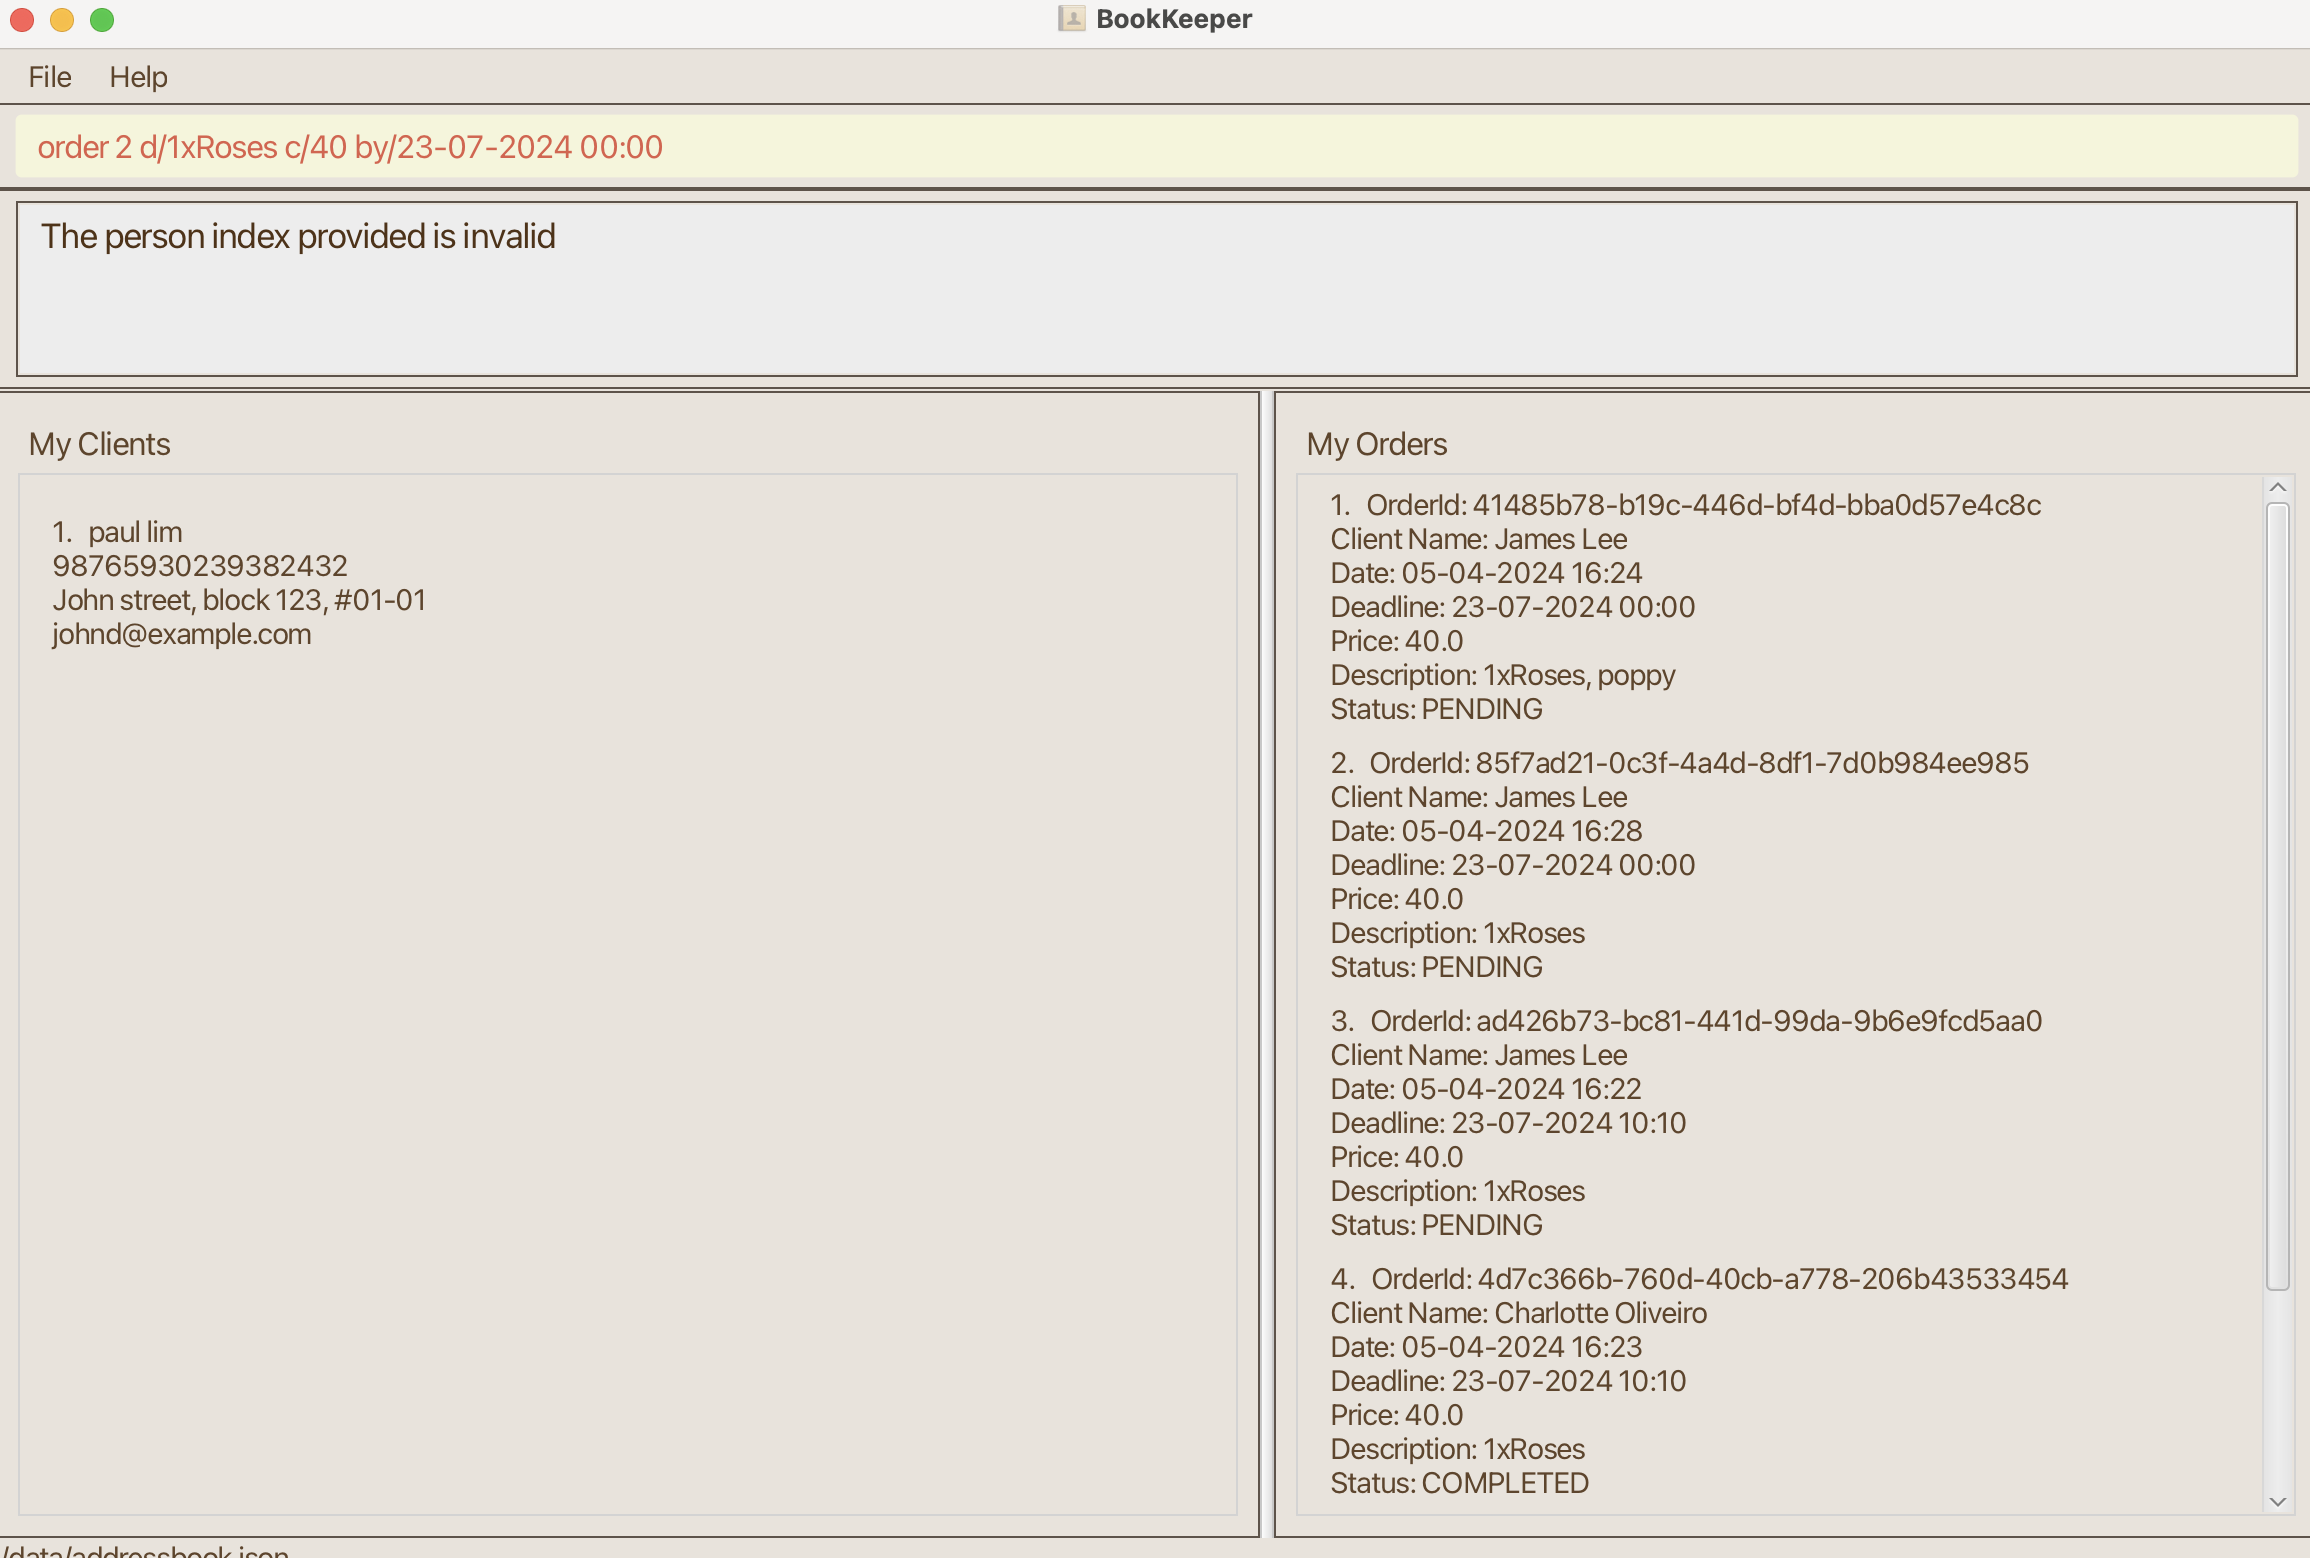 BookKeeper
File Help
order 2 d/1xRoses c/40 by/23-07-2024 00:00
The person index provided is invalid
My Clients
1. paul lim
98765930239382432
John street, block 123, #01-01
johnd@example.com
My Orders
1. OrderId: 41485b78-b19c-446d-bf4d-bba0d57e4c8c
Client Name: James Lee
Date: 05-04-2024 16:24
Deadline: 23-07-2024 00:00
Price: 40.0
Description: 1xRoses, poppy
Status: PENDING
2. OrderId: 85f7ad21-0c3f-4a4d-8df1-7d0b984ee985
Client Name: James Lee
Date: 05-04-2024 16:28
Deadline: 23-07-2024 00:00
Price: 40.0
Description: 1xRoses
Status: PENDING
3. OrderId: ad426b73-bc81-441d-99da-9b6e9fcd5aa0
Client Name: James Lee
Date: 05-04-2024 16:22
Deadline: 23-07-2024 10:10
Price: 40.0
Description: 1xRoses
Status: PENDING
4. OrderId: 4d7c366b-760d-40cb-a778-206b43533454
Client Name: Charlotte Oliveiro
Date: 05-04-2024 16:23
Deadline: 23-07-2024 10:10
Price: 40.0
Description: 1xRoses
Status: COMPLETED
/data/addressbook.json